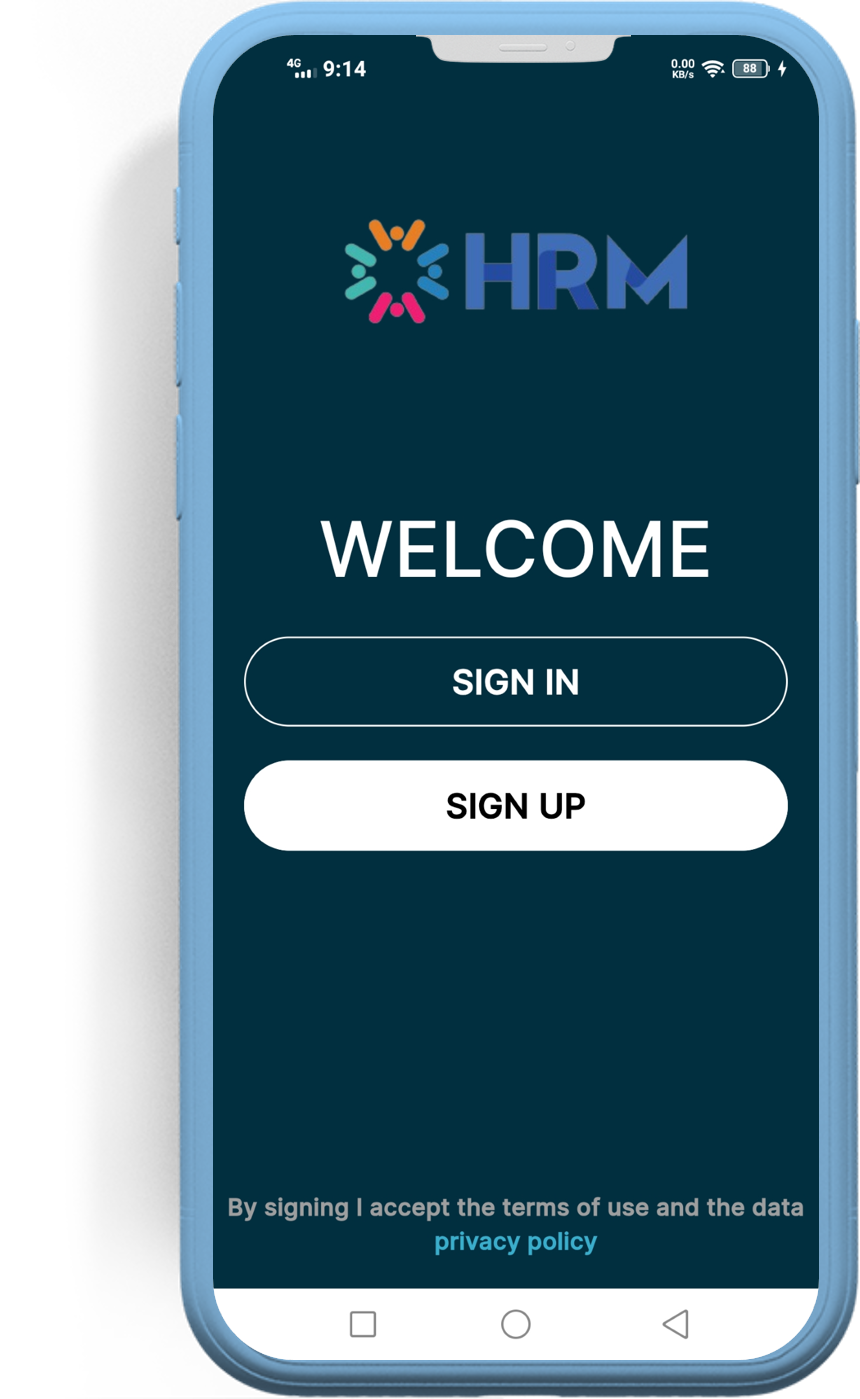 4G 9:14 0.00 KB/s 88
HRM
WELCOME
SIGN IN
SIGN UP
By signing I accept the terms of use and the data
privacy policy